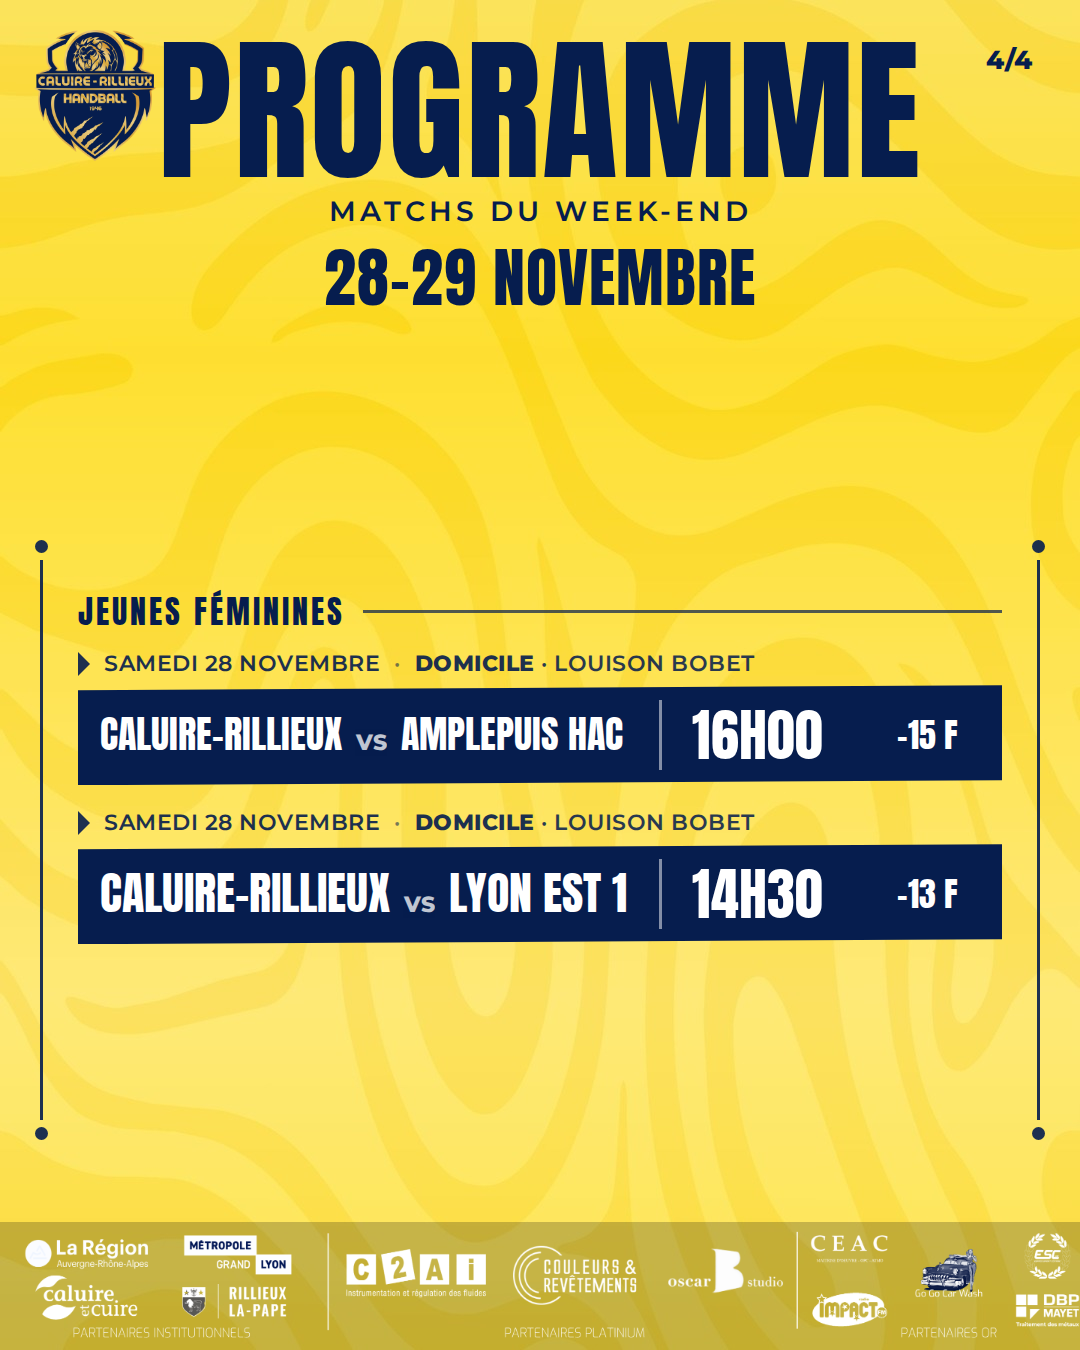 CALUIRE-RILLIEUX
HANDBALL
PROGRAMME
4/4
MATCHS DU WEEK-END
28-29 NOVEMBRE
JEUNES FÉMININES
SAMEDI 28 NOVEMBRE · DOMICILE · LOUISON BOBET
CALUIRE-RILLIEUX VS AMPLEPUIS HAC 16H00 -15 F
SAMEDI 28 NOVEMBRE · DOMICILE · LOUISON BOBET
CALUIRE-RILLIEUX VS LYON EST 1 14H30 -13 F
La Région
Auvergne-Rhône-Alpes
MÉTROPOLE
GRAND LYON
caluire
et cuire
RILLIEUX
LA-PAPE
PARTENAIRES INSTITUTIONNELS
C2Ai
Instrumentation et régulation des fluides
COULEURS &
REVÊTEMENTS
oscar B studio
PARTENAIRES PLATINIUM
CEAC
IMPACT FM
Go Go Car Wash
ESC
DBP
MAYET
Traitement des métaux
PARTENAIRES OR